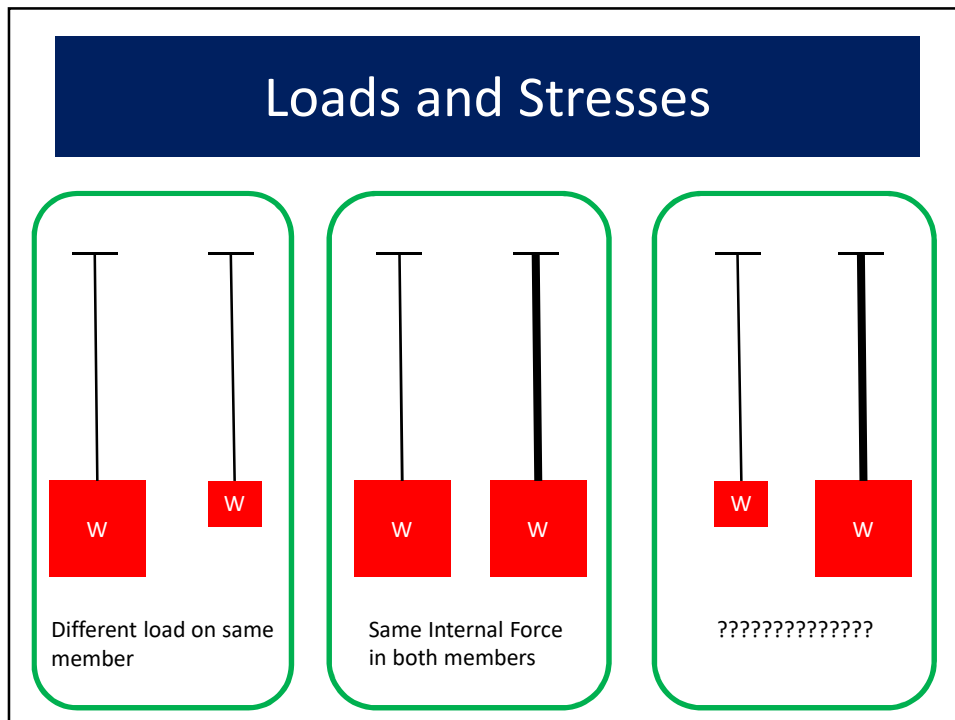 Loads and Stresses
W
W
Different load on same
member
W
W
Same Internal Force
in both members
W
W
??????????????